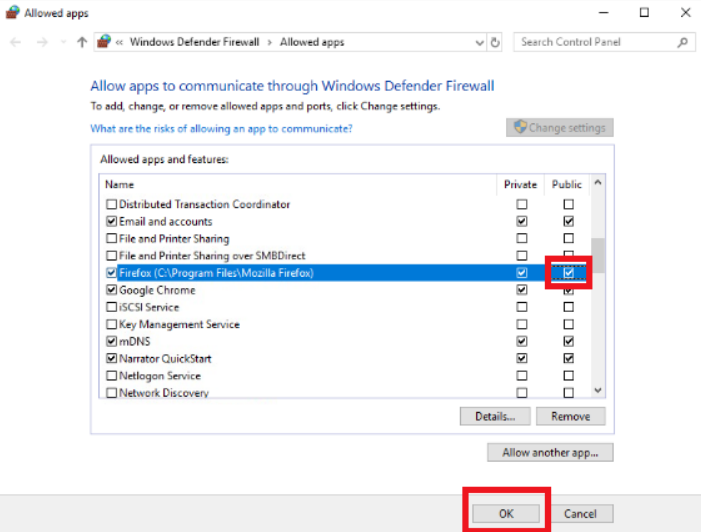 Allowed apps
« Windows Defender Firewall > Allowed apps
Search Control Panel
Allow apps to communicate through Windows Defender Firewall
To add, change, or remove allowed apps and ports, click Change settings.
What are the risks of allowing an app to communicate?
Change settings
Allowed apps and features:
Name Private Public
Distributed Transaction Coordinator
Email and accounts
File and Printer Sharing
File and Printer Sharing over SMBDirect
Firefox (C:\Program Files\Mozilla Firefox)
Google Chrome
iSCSI Service
Key Management Service
mDNS
Narrator QuickStart
Netlogon Service
Network Discovery
Details... Remove
Allow another app...
OK Cancel